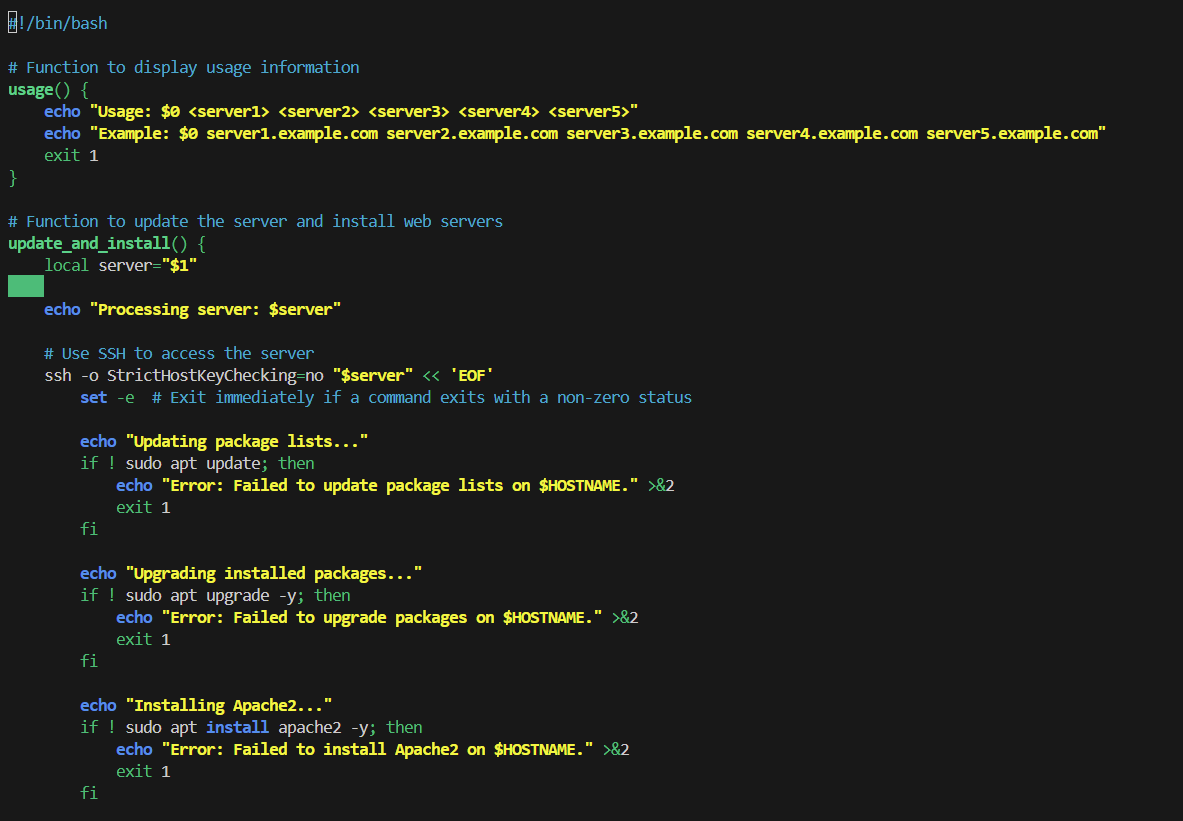 #!/bin/bash
# Function to display usage information
usage() {
    echo "Usage: $0 <server1> <server2> <server3> <server4> <server5>"
    echo "Example: $0 server1.example.com server2.example.com server3.example.com server4.example.com server5.example.com"
    exit 1
}
# Function to update the server and install web servers
update_and_install() {
    local server="$1"
    echo "Processing server: $server"
    # Use SSH to access the server
    ssh -o StrictHostKeyChecking=no "$server" << 'EOF'
        set -e  # Exit immediately if a command exits with a non-zero status
        echo "Updating package lists..."
        if ! sudo apt update; then
            echo "Error: Failed to update package lists on $HOSTNAME." >&2
            exit 1
        fi
        echo "Upgrading installed packages..."
        if ! sudo apt upgrade -y; then
            echo "Error: Failed to upgrade packages on $HOSTNAME." >&2
            exit 1
        fi
        echo "Installing Apache2..."
        if ! sudo apt install apache2 -y; then
            echo "Error: Failed to install Apache2 on $HOSTNAME." >&2
            exit 1
        fi